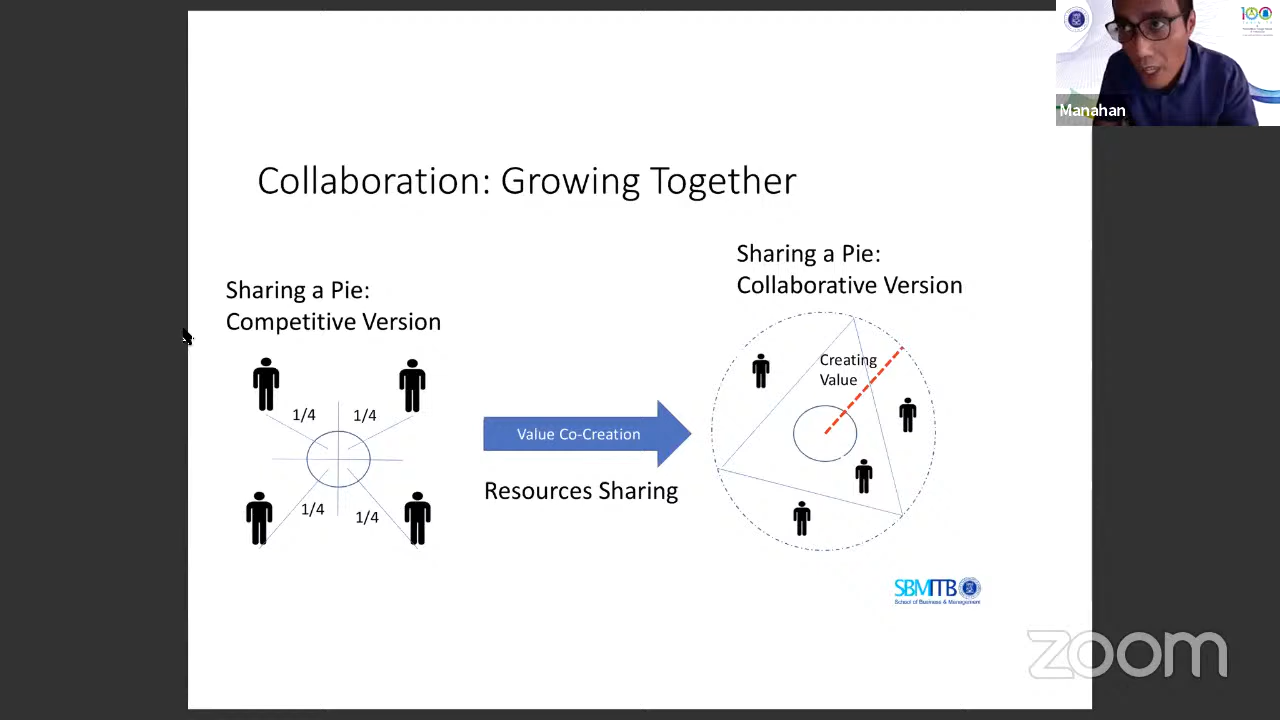 Manahan
100
Collaboration: Growing Together
Sharing a Pie:
Competitive Version
1/4
1/4
1/4
1/4
Value Co-Creation
Resources Sharing
Sharing a Pie:
Collaborative Version
Creating
Value
SBMITB
School of Business & Management
zoom